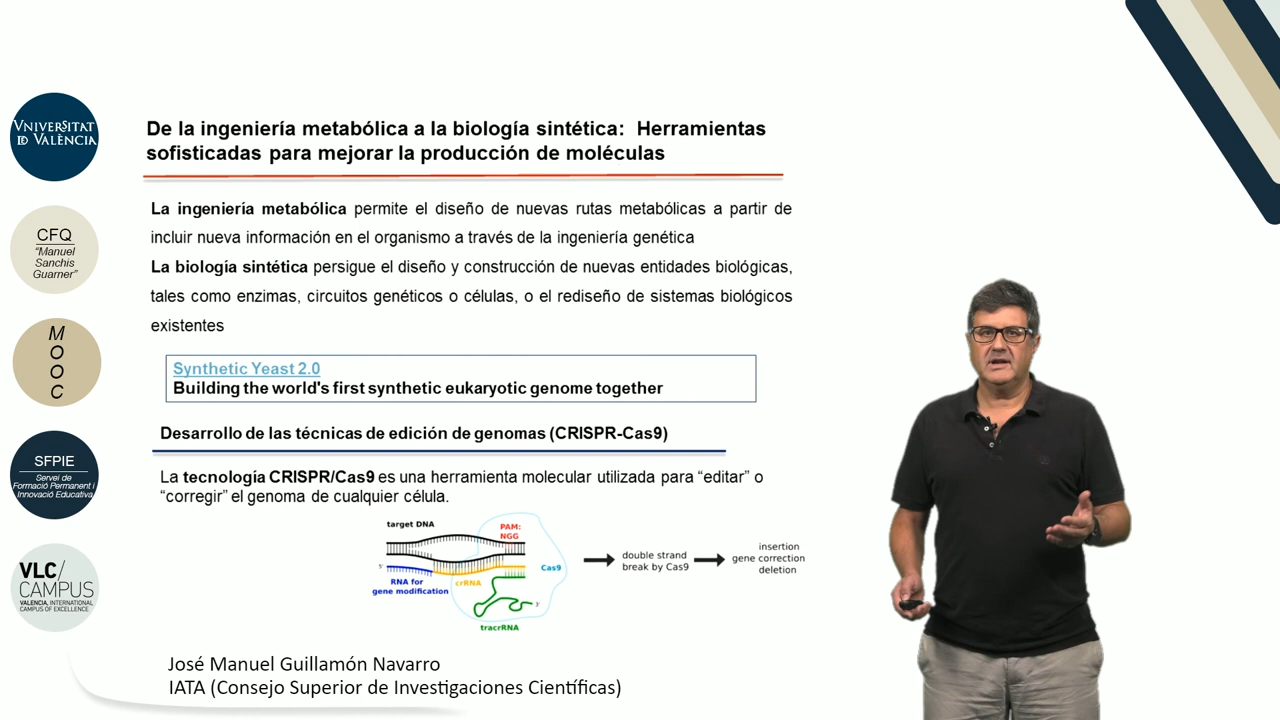 VNIVERSITAT
ID VALÈNCIA
CFQ
"Manuel
Sanchis
Guarner"
M
O
O
C
SFPIE
Servei de
Formació Permanent i
Innovació Educativa
VLC/
CAMPUS
VALENCIA, INTERNATIONAL
CAMPUS OF EXCELLENCE
De la ingeniería metabólica a la biología sintética: Herramientas
sofisticadas para mejorar la producción de moléculas
La ingeniería metabólica permite el diseño de nuevas rutas metabólicas a partir de
incluir nueva información en el organismo a través de la ingeniería genética
La biología sintética persigue el diseño y construcción de nuevas entidades biológicas,
tales como enzimas, circuitos genéticos o células, o el rediseño de sistemas biológicos
existentes
Synthetic Yeast 2.0
Building the world's first synthetic eukaryotic genome together
Desarrollo de las técnicas de edición de genomas (CRISPR-Cas9)
La tecnología CRISPR/Cas9 es una herramienta molecular utilizada para “editar” o
“corregir” el genoma de cualquier célula.
target DNA
PAM:
NGG
5'
Cas9
RNA for
gene modification
crRNA
3'
tracrRNA
double strand
break by Cas9
insertion
gene correction
deletion
José Manuel Guillamón Navarro
IATA (Consejo Superior de Investigaciones Científicas)